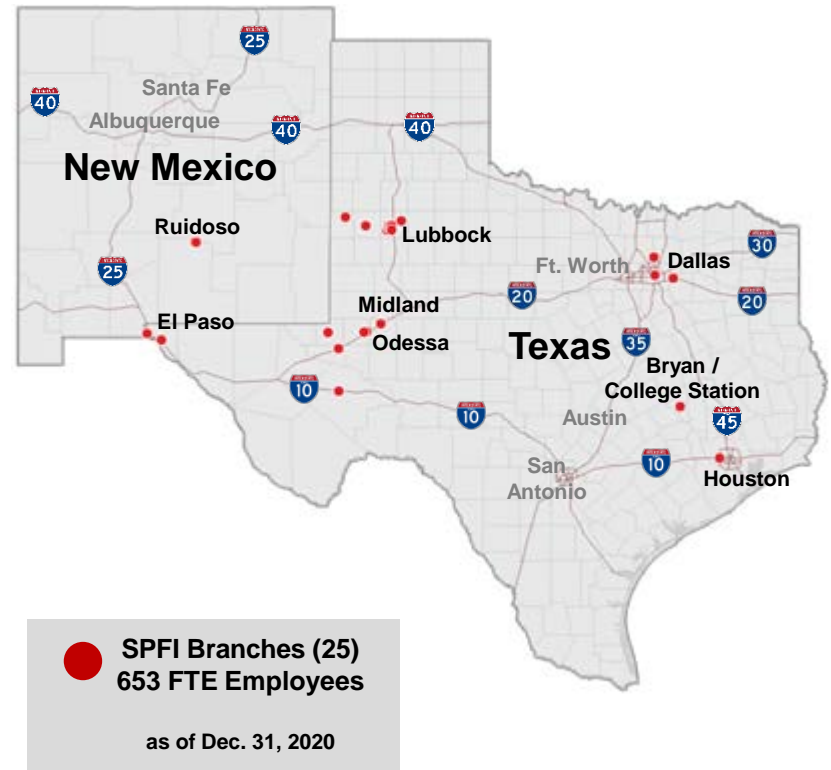 25
Santa Fe
40
Albuquerque
40
40
New Mexico
Ruidoso
Lubbock
30
Ft. Worth
Dallas
25
20
20
Midland
El Paso
Odessa
Texas
35
Bryan /
College Station
10
10
Austin
45
San
Antonio
10
Houston
SPFI Branches (25)
653 FTE Employees
as of Dec. 31, 2020